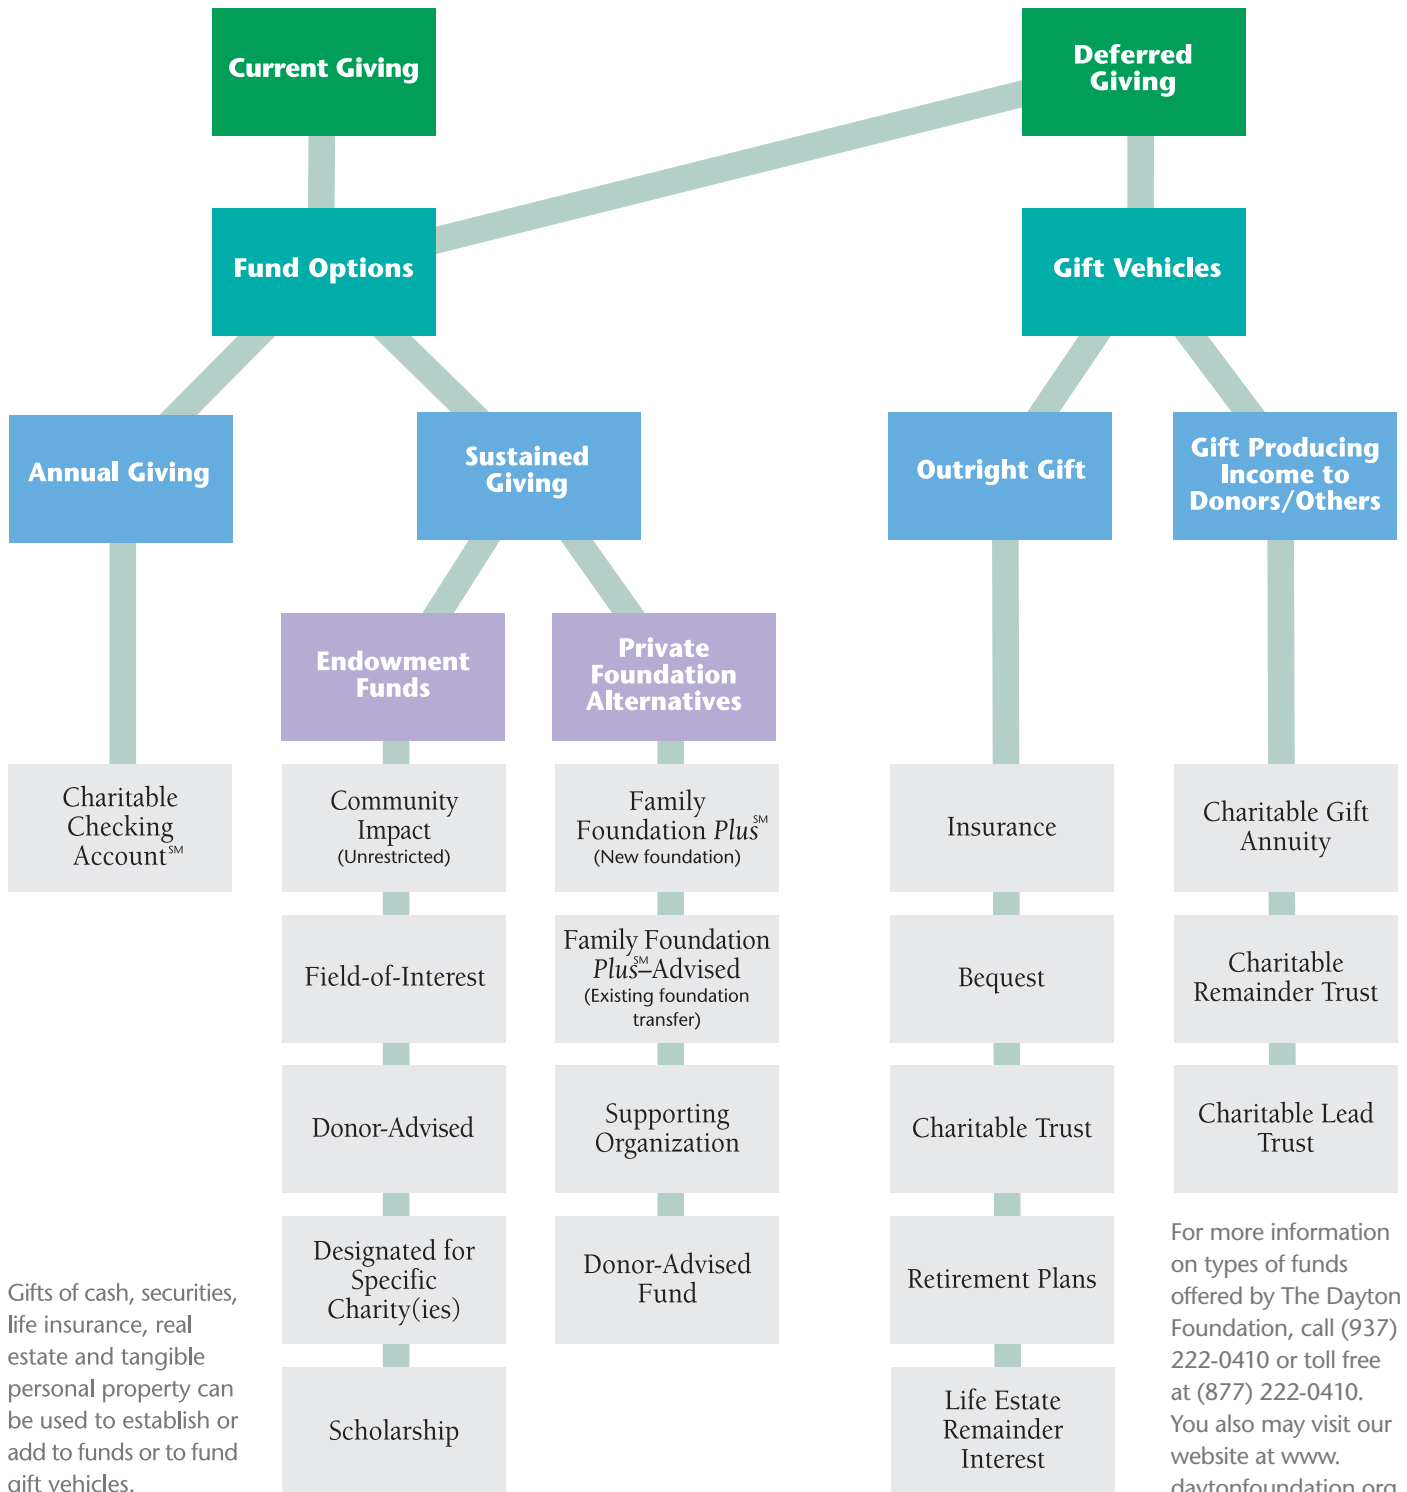 Current Giving
Deferred
Giving
Fund Options
Gift Vehicles
Annual Giving
Sustained
Giving
Outright Gift
Gift Producing
Income to
Donors/Others
Endowment
Funds
Private
Foundation
Alternatives
Charitable
Checking
Account℠
Community
Impact
(Unrestricted)
Field-of-Interest
Donor-Advised
Designated for
Specific
Charity(ies)
Scholarship
Family
Foundation Plus℠
(New foundation)
Family Foundation
Plus℠–Advised
(Existing foundation
transfer)
Supporting
Organization
Donor-Advised
Fund
Insurance
Bequest
Charitable Trust
Retirement Plans
Life Estate
Remainder
Interest
Charitable Gift
Annuity
Charitable
Remainder Trust
Charitable Lead
Trust
Gifts of cash, securities,
life insurance, real
estate and tangible
personal property can
be used to establish or
add to funds or to fund
gift vehicles.
For more information
on types of funds
offered by The Dayton
Foundation, call (937)
222-0410 or toll free
at (877) 222-0410.
You also may visit our
website at www.
daytonfoundation.org